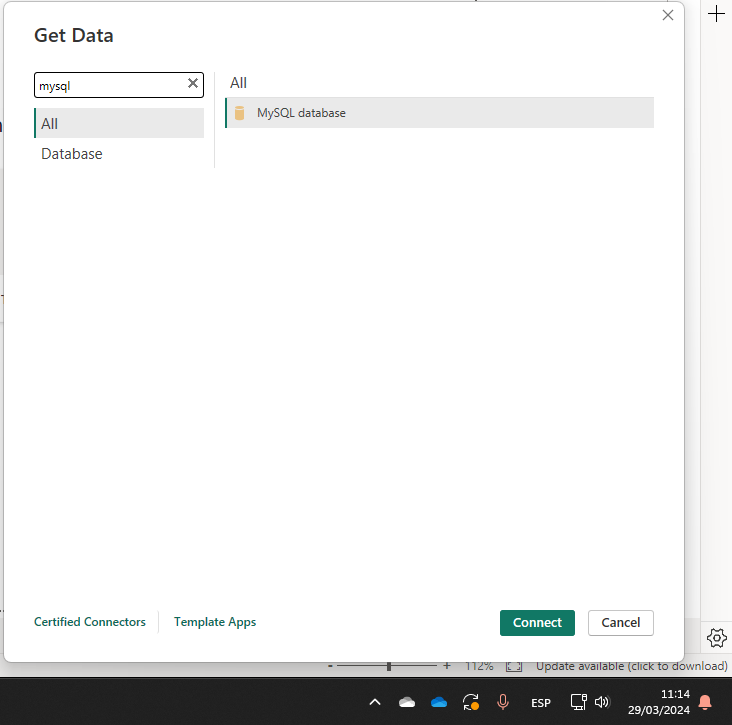 Get Data
mysql
All
Database
All
MySQL database
Certified Connectors
Template Apps
Connect
Cancel
- + 112% Update available (click to download)
ESP
11:14
29/03/2024